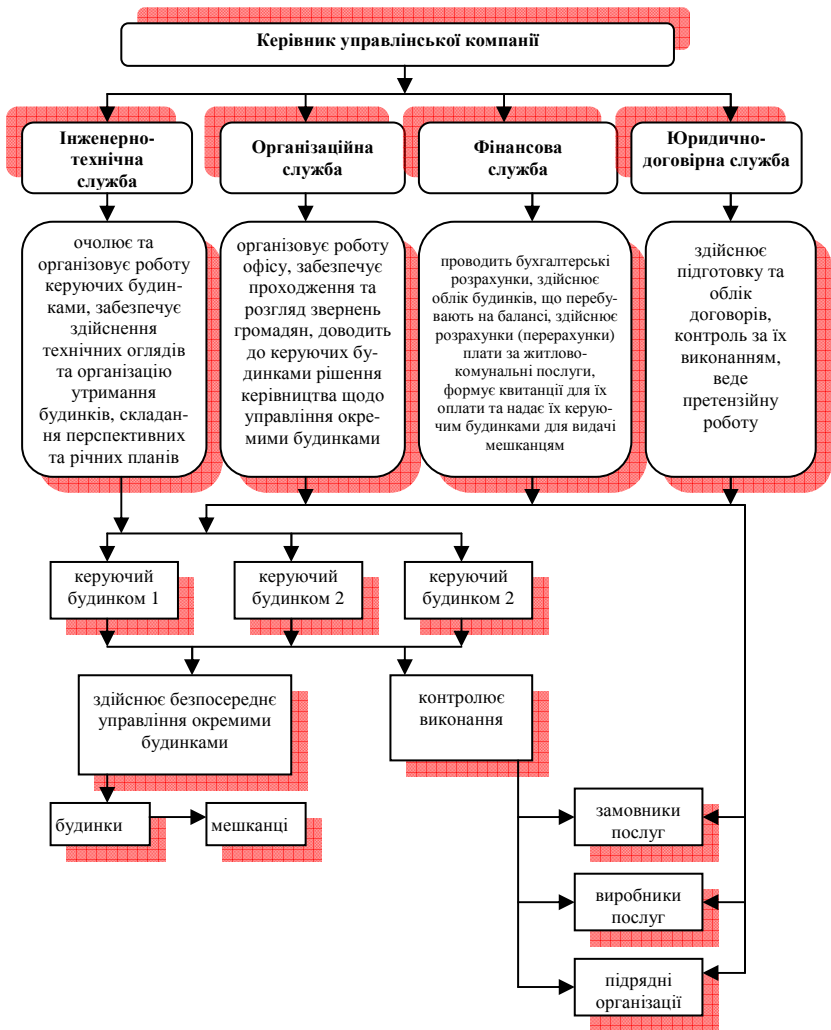 Керівник управлінської компанії
Інженерно-
технічна
служба
Організаційна
служба
Фінансова
служба
Юридично-
договірна служба
очолює та
організовує роботу
керуючих будин-
ками, забезпечує
здійснення
технічних оглядів
та організацію
утримання
будинків, складан-
ня перспективних
та річних планів
організовує роботу
офісу, забезпечує
проходження та
розгляд звернень
громадян, доводить
до керуючих бу-
динками рішення
керівництва щодо
управління окре-
мими будинками
проводить бухгалтерські
розрахунки, здійснює
облік будинків, що перебу-
вають на балансі, здійснює
розрахунки (перерахунки)
плати за житлово-
комунальні послуги,
формує квитанції для їх
оплати та надає їх керую-
чим будинками для видачі
мешканцям
здійснює
підготовку та
облік
договорів,
контроль за їх
виконанням,
веде
претензійну
роботу
керуючий
будинком 1
керуючий
будинком 2
керуючий
будинком 2
здійснює безпосереднє
управління окремими
будинками
контролює
виконання
будинки
мешканці
замовники
послуг
виробники
послуг
підрядні
організації